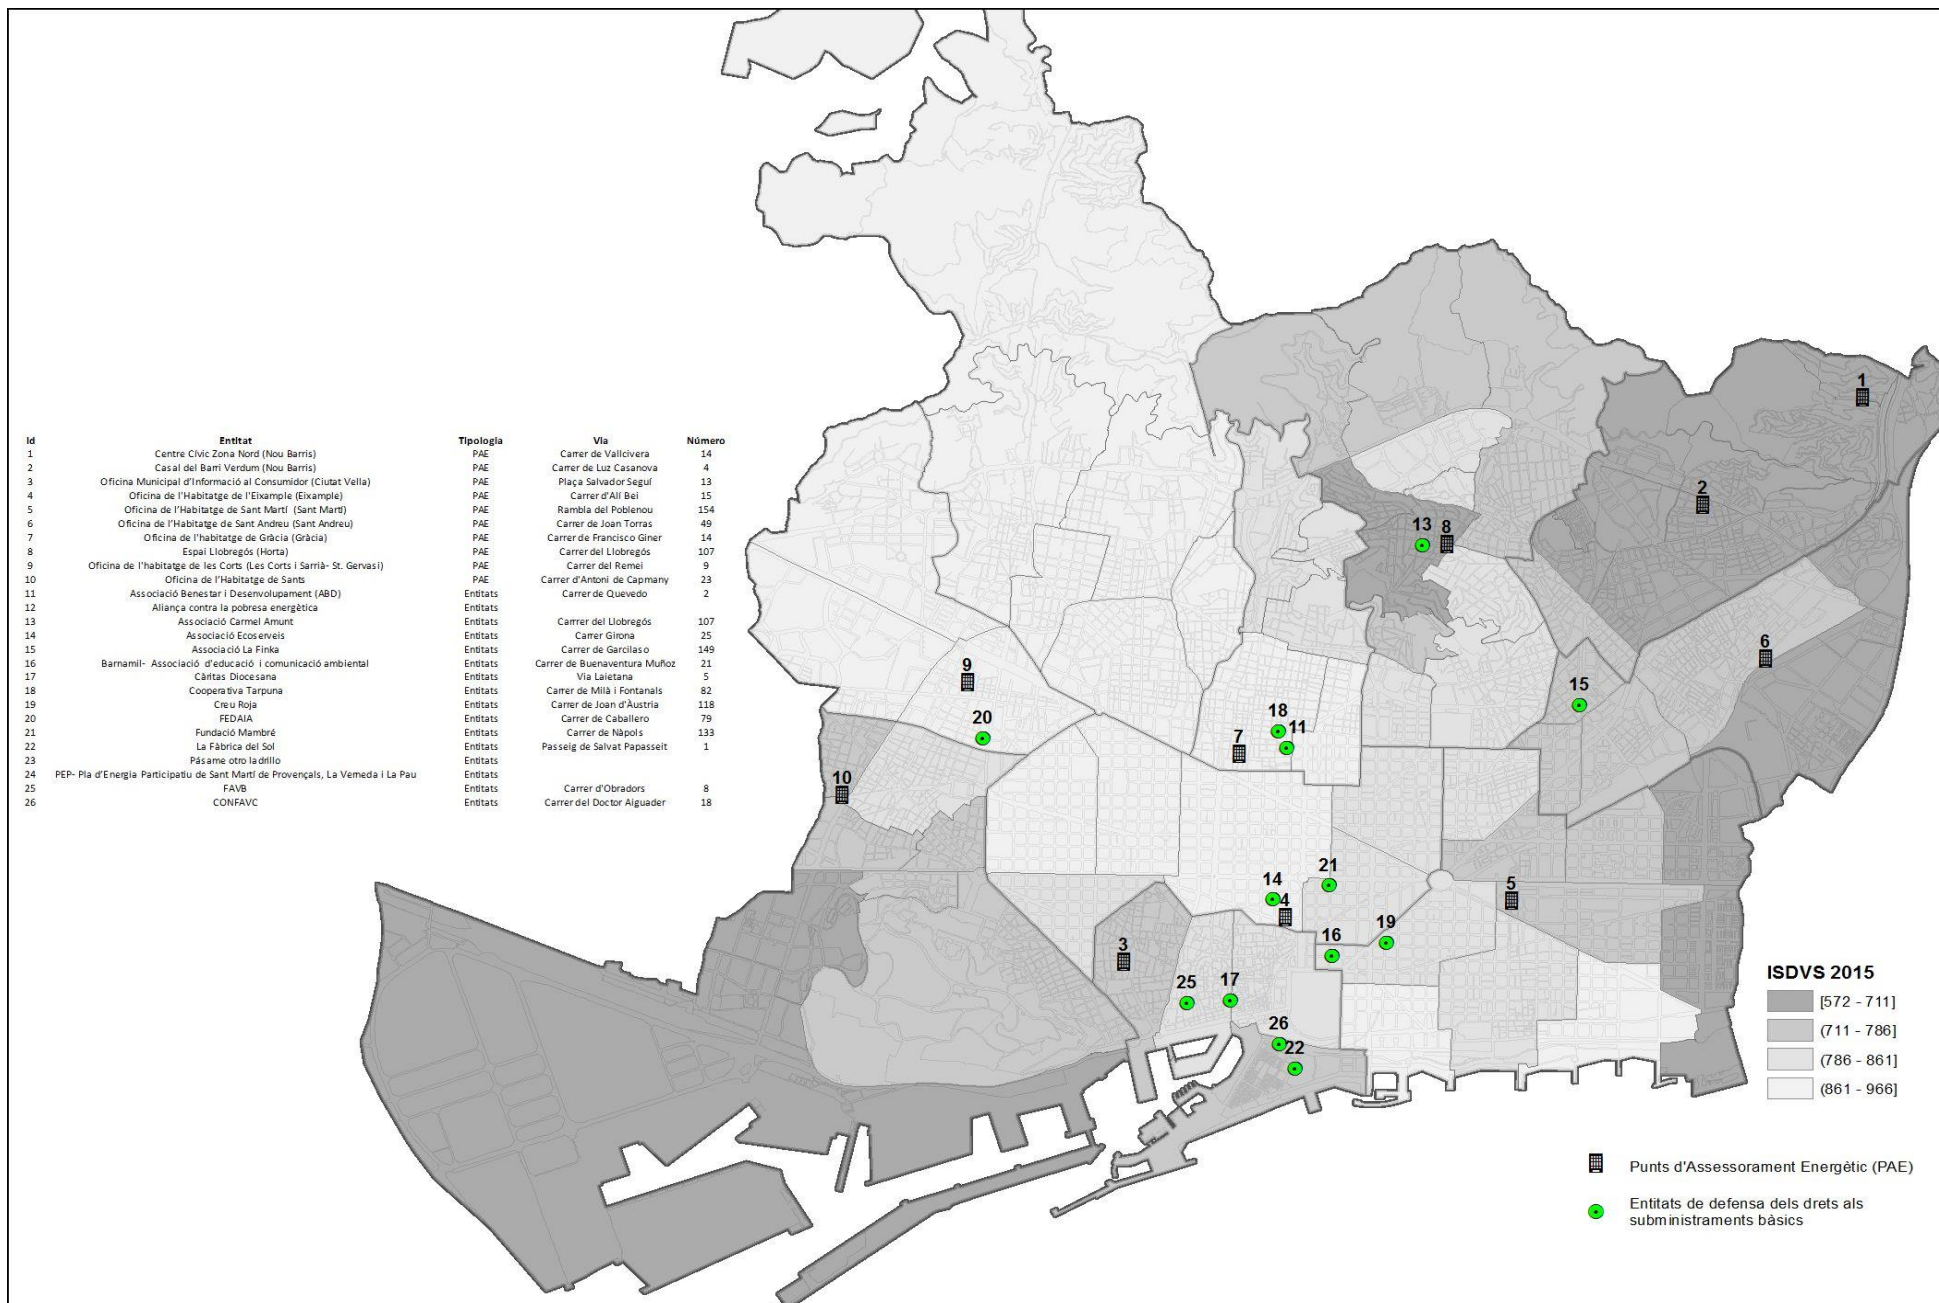 Id Entitat Tipologia Via Número
1 Centre Cívic Zona Nord (Nou Barris) PAE Carrer de Vallcivera 14
2 Casal del Barri Verdum (Nou Barris) PAE Carrer de Luz Casanova 4
3 Oficina Municipal d'Informació al Consumidor (Ciutat Vella) PAE Plaça Salvador Seguí 13
4 Oficina de l'Habitatge de l'Eixample (Eixample) PAE Carrer d'Alí Bei 15
5 Oficina de l'Habitatge de Sant Martí (Sant Martí) PAE Rambla del Poblenou 154
6 Oficina de l'Habitatge de Sant Andreu (Sant Andreu) PAE Carrer de Joan Torras 49
7 Oficina de l'habitatge de Gràcia (Gràcia) PAE Carrer de Francisco Giner 14
8 Espai Llobregós (Horta) PAE Carrer del Llobregós 107
9 Oficina de l'habitatge de les Corts (Les Corts i Sarrià- St. Gervasi) PAE Carrer del Remei 9
10 Oficina de l'Habitatge de Sants PAE Carrer d'Antoni de Capmany 23
11 Associació Benestar i Desenvolupament (ABD) Entitats Carrer de Quevedo 2
12 Aliança contra la pobresa energètica Entitats
13 Associació Carmel Amunt Entitats Carrrer del Llobregós 107
14 Associació Ecoserveis Entitats Carrer Girona 25
15 Associació La Finka Entitats Carrer de Garcilaso 149
16 Barnamil- Associació d'educació i comunicació ambiental Entitats Carrer de Buenaventura Muñoz 21
17 Càritas Diocesana Entitats Via Laietana 5
18 Cooperativa Tarpuna Entitats Carrer de Milà i Fontanals 82
19 Creu Roja Entitats Carrer de Joan d'Àustria 118
20 FEDAIA Entitats Carrer de Caballero 79
21 Fundació Mambré Entitats Carrer de Nàpols 133
22 La Fàbrica del Sol Entitats Passeig de Salvat Papasseit 1
23 Pásame otro ladrillo Entitats
24 PEP- Pla d'Energia Participatiu de Sant Martí de Provençals, La Verneda i La Pau Entitats
25 FAVB Entitats Carrer d'Obradors 8
26 CONFAVC Entitats Carrer del Doctor Aiguader 18
1
2
13 8
6
9
15
20
18
11
7
10
21
14
4
5
19
16
3
25 17
26
22
ISDVS 2015
[572 - 711]
(711 - 786]
(786 - 861]
(861 - 966]
Punts d'Assessorament Energètic (PAE)
Entitats de defensa dels drets als
subministraments bàsics